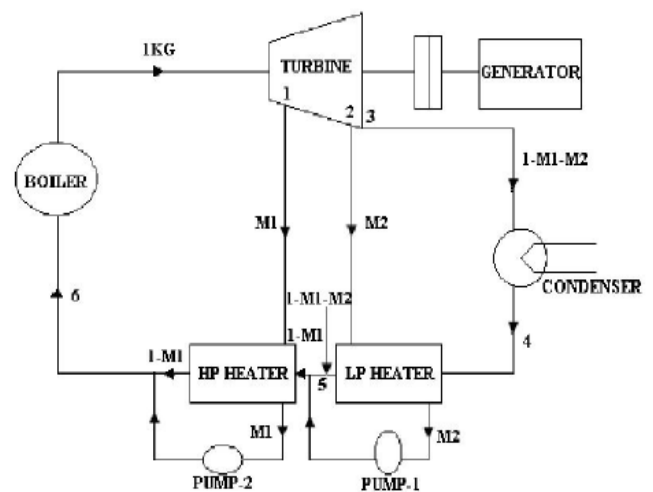 1KG
TURBINE
GENERATOR
1
2
3
1-M1-M2
BOILER
M1
M2
CONDENSER
6
1-M1-M2
1-M1
4
1-M1
HP HEATER
5
LP HEATER
M1
M2
PUMP-2
PUMP-1